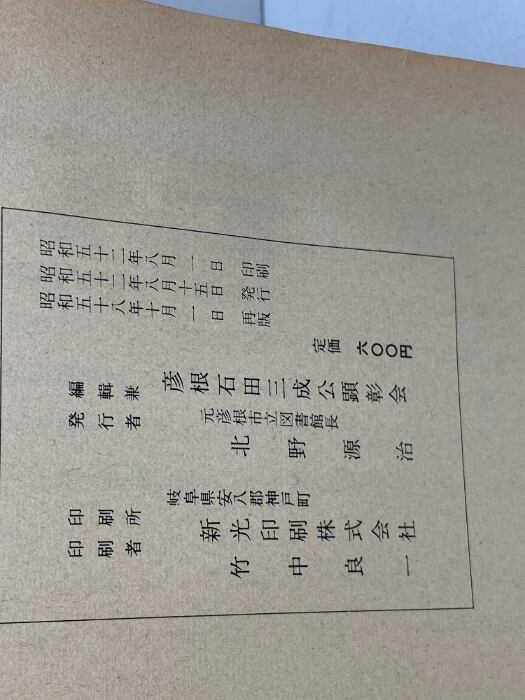 昭和五十二年八月一日 印刷
昭和五十二年八月十五日 発行
昭和五十八年十月一日 再版
定価 六〇〇円
編輯兼 彦根石田三成公顕彰会
発行者 元彦根市立図書館長
北野源治
岐阜県安八郡神戸町
印刷所 新光印刷株式会社
印刷者 竹中良一